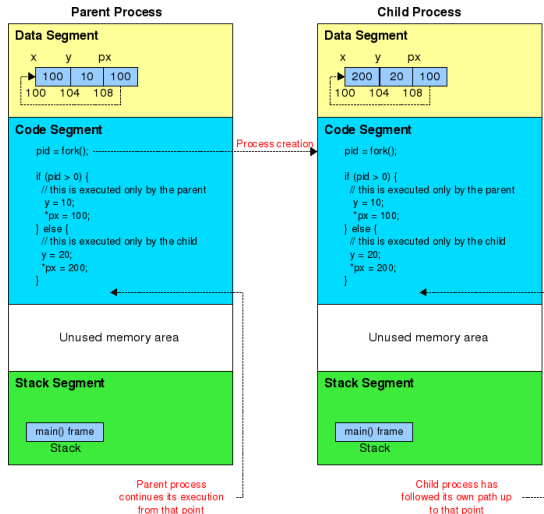 Parent Process
Data Segment
x y px
100 10 100
100 104 108
Code Segment
pid = fork();
if (pid > 0) {
// this is executed only by the parent
y = 10;
*px = 100;
} else {
// this is executed only by the child
y = 20;
*px = 200;
}
Unused memory area
Stack Segment
main() frame
Stack
Parent process
continues its execution
from that point
Process creation
Child Process
Data Segment
x y px
200 20 100
100 104 108
Code Segment
pid = fork();
if (pid > 0) {
// this is executed only by the parent
y = 10;
*px = 100;
} else {
// this is executed only by the child
y = 20;
*px = 200;
}
Unused memory area
Stack Segment
main() frame
Stack
Child process has
followed its own path up
to that point